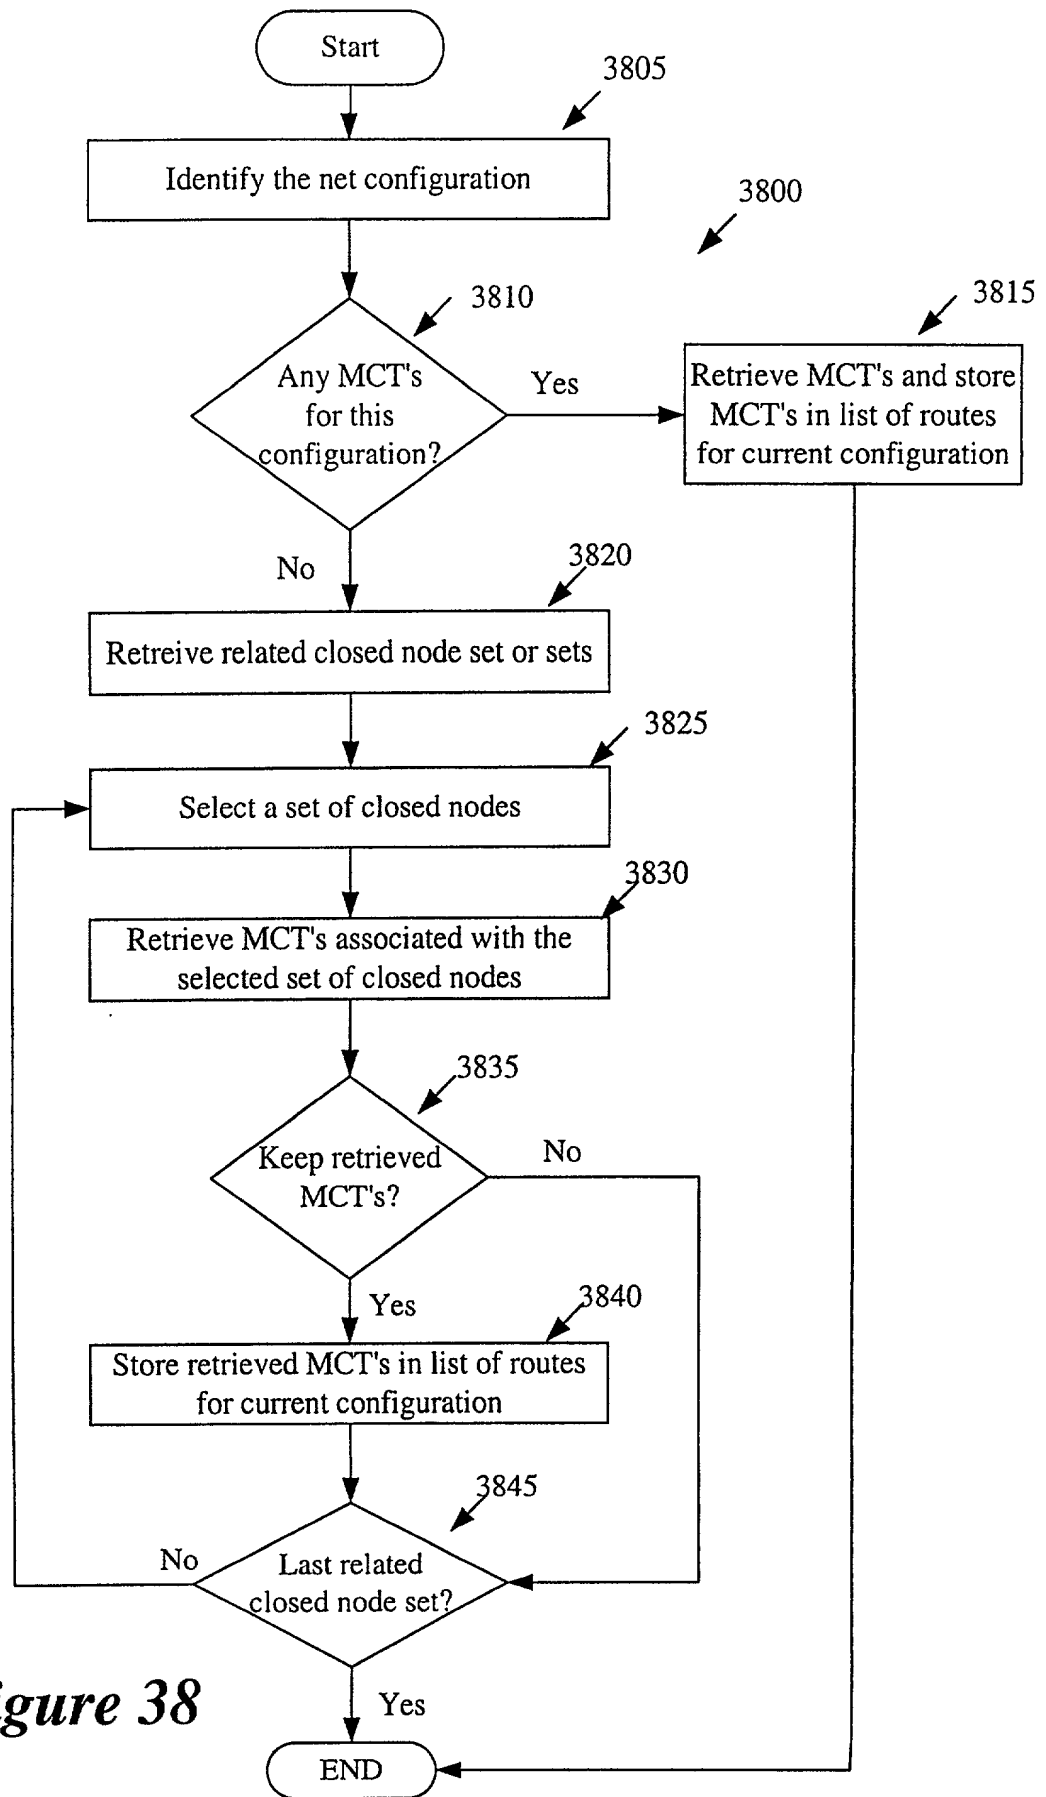 Start
3805
Identify the net configuration
3800
3810
3815
Any MCT's
for this
configuration?
Yes
Retrieve MCT's and store
MCT's in list of routes
for current configuration
No
3820
Retreive related closed node set or sets
3825
Select a set of closed nodes
3830
Retrieve MCT's associated with the
selected set of closed nodes
3835
Keep retrieved
MCT's?
No
Yes
3840
Store retrieved MCT's in list of routes
for current configuration
3845
No
Last related
closed node set?
igure 38
Yes
END